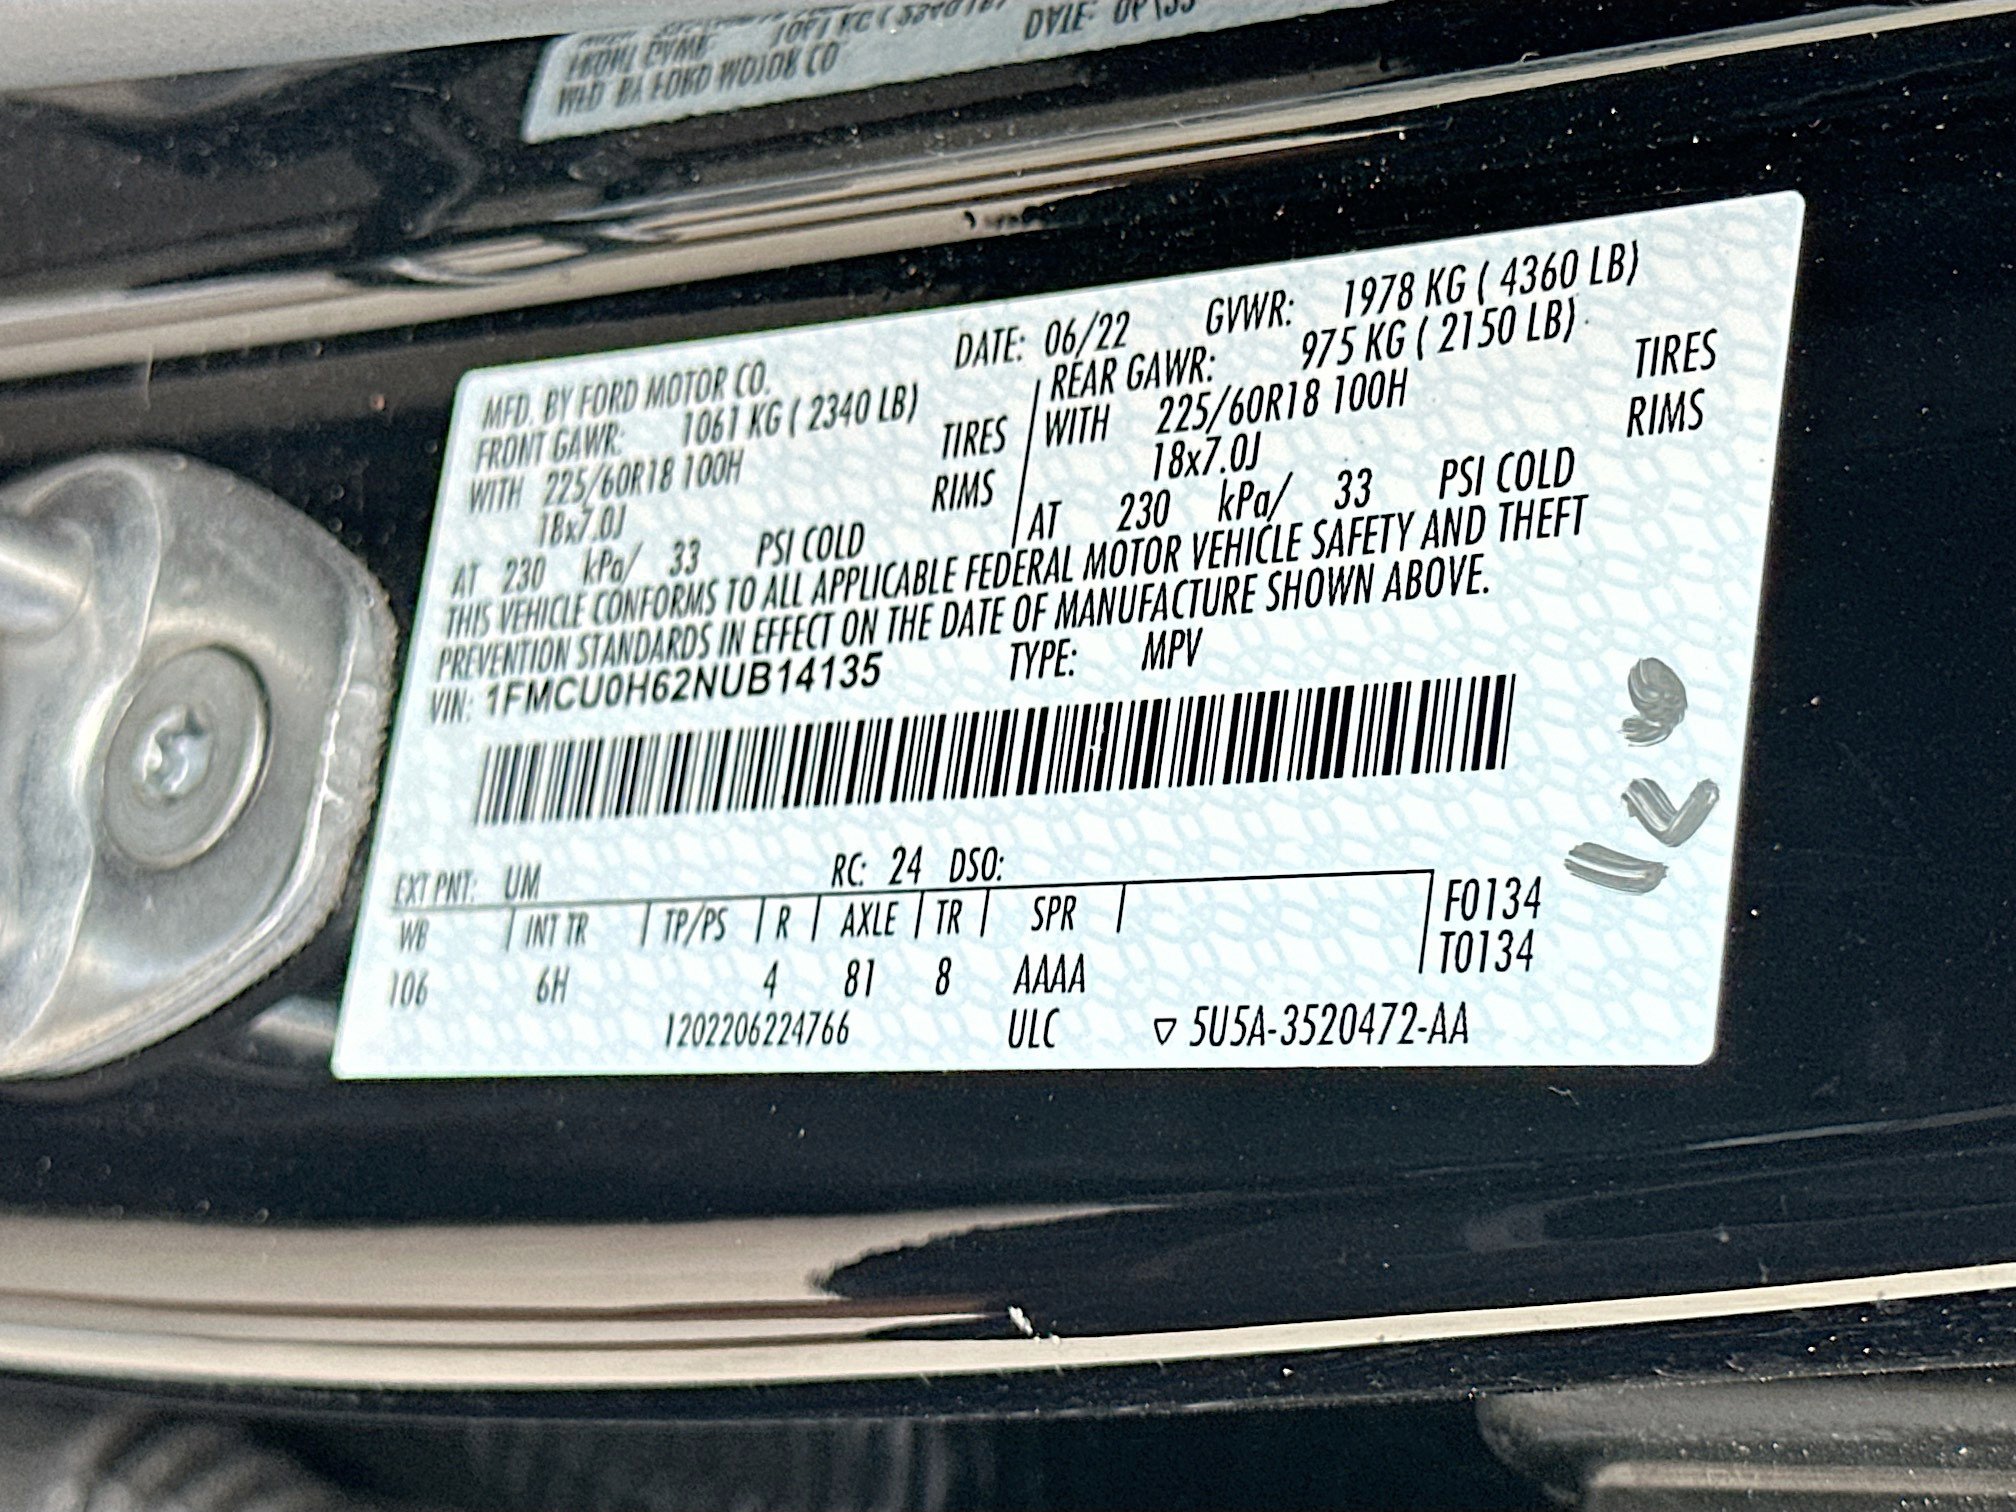 MFD. BY FORD MOTOR CO. DATE: 06/22 GVWR: 1978 KG ( 4360 LB)
FRONT GAWR: 1061 KG ( 2340 LB) REAR GAWR: 975 KG ( 2150 LB)
WITH 225/60R18 100H TIRES WITH 225/60R18 100H TIRES
18x7.0J RIMS 18x7.0J RIMS
AT 230 kPa/ 33 PSI COLD AT 230 kPa/ 33 PSI COLD
THIS VEHICLE CONFORMS TO ALL APPLICABLE FEDERAL MOTOR VEHICLE SAFETY AND THEFT
PREVENTION STANDARDS IN EFFECT ON THE DATE OF MANUFACTURE SHOWN ABOVE.
VIN: 1FMCU0H62NUB14135 TYPE: MPV
EXT PNT: UM RC: 24 DSO:
WB INT TR TP/PS R AXLE TR SPR F0134
106 6H 4 81 8 AAAA T0134
1202206224766 ULC ▽ 5U5A-3520472-AA